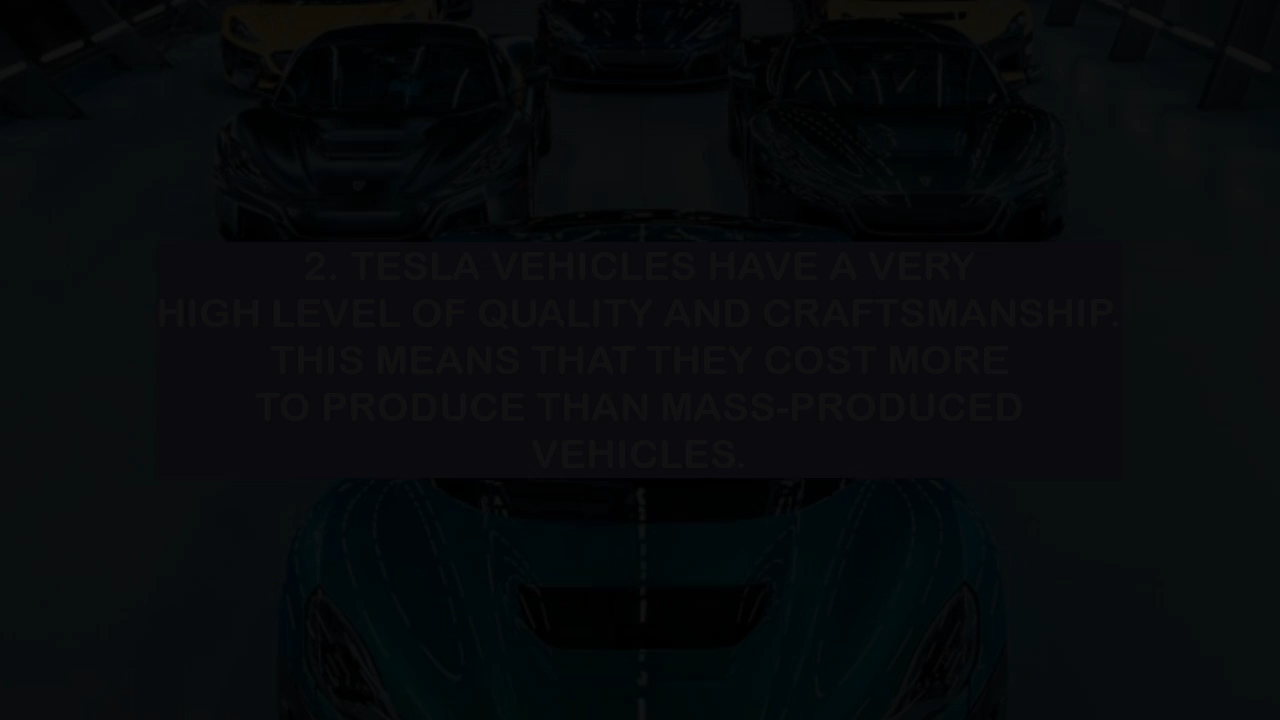 2. TESLA VEHICLES HAVE A VERY
HIGH LEVEL OF QUALITY AND CRAFTSMANSHIP.
THIS MEANS THAT THEY COST MORE
TO PRODUCE THAN MASS-PRODUCED
VEHICLES.